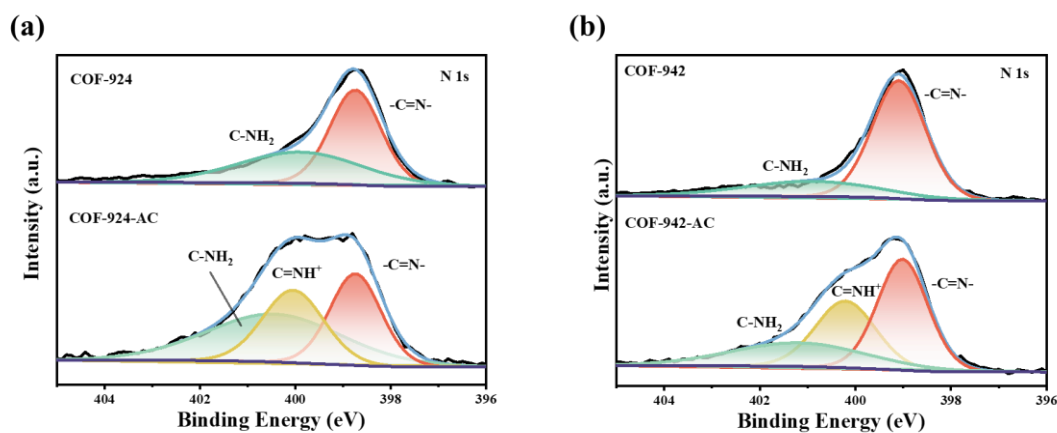 (a)
COF-924
N 1s
-C=N-
C-NH₂
COF-924-AC
C-NH₂
C=NH⁺
-C=N-
Intensity (a.u.)
404 402 400 398 396
Binding Energy (eV)
(b)
COF-942
N 1s
-C=N-
C-NH₂
COF-942-AC
C=NH⁺
-C=N-
C-NH₂
Intensity (a.u.)
404 402 400 398 396
Binding Energy (eV)